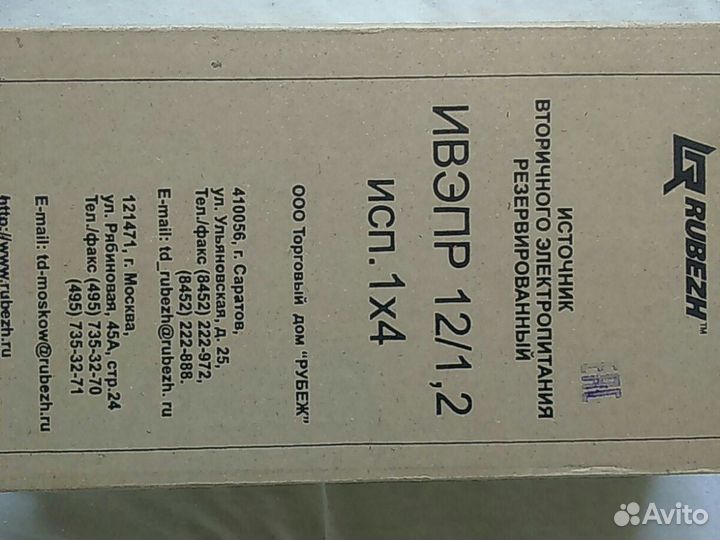 RUBEZH™
ИСТОЧНИК
ВТОРИЧНОГО ЭЛЕКТРОПИТАНИЯ
РЕЗЕРВИРОВАННЫЙ
EAC
ИВЭПР 12/1,2
исп. 1х4
ООО Торговый дом "РУБЕЖ"
410056, г. Саратов,
ул. Ульяновская, д. 25,
Тел./факс (8452) 222-972,
(8452) 222-888.
E-mail: td_rubezh@rubezh. ru
121471, г. Москва,
ул. Рябиновая, 45А, стр.24
Тел./факс (495) 735-32-70
(495) 735-32-71
E-mail: td-moskow@rubezh.ru
http://www.rubezh.ru
Avito